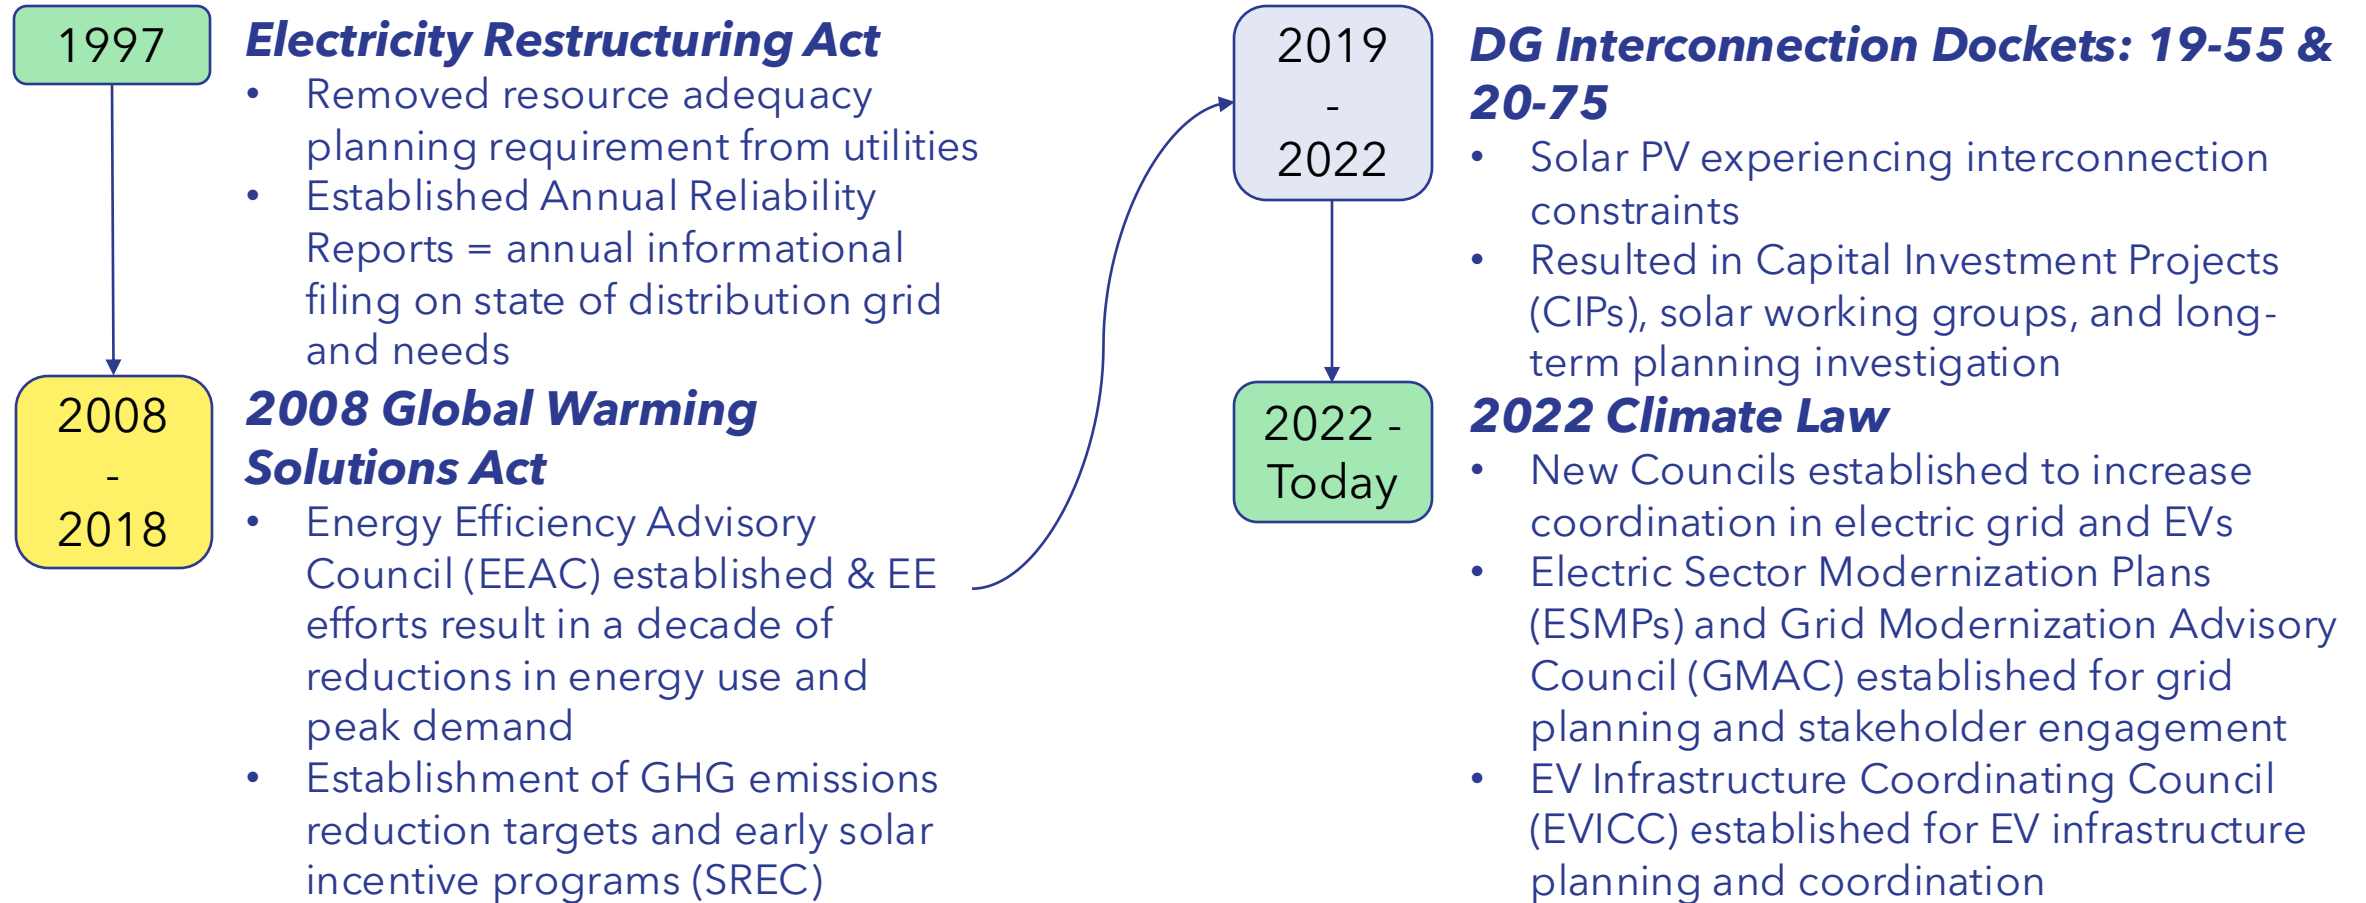 1997
Electricity Restructuring Act
• Removed resource adequacy
planning requirement from utilities
• Established Annual Reliability
Reports = annual informational
filing on state of distribution grid
and needs
2008
-
2018
2008 Global Warming
Solutions Act
• Energy Efficiency Advisory
Council (EEAC) established & EE
efforts result in a decade of
reductions in energy use and
peak demand
• Establishment of GHG emissions
reduction targets and early solar
incentive programs (SREC)
2019
-
2022
DG Interconnection Dockets: 19-55 &
20-75
• Solar PV experiencing interconnection
constraints
• Resulted in Capital Investment Projects
(CIPs), solar working groups, and long-
term planning investigation
2022 -
Today
2022 Climate Law
• New Councils established to increase
coordination in electric grid and EVs
• Electric Sector Modernization Plans
(ESMPs) and Grid Modernization Advisory
Council (GMAC) established for grid
planning and stakeholder engagement
• EV Infrastructure Coordinating Council
(EVICC) established for EV infrastructure
planning and coordination